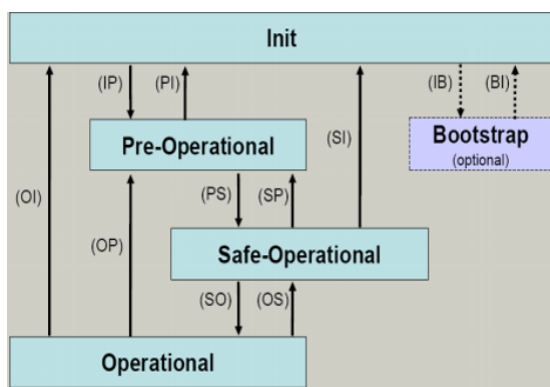 Init
(IP)
(PI)
(IB)
(BI)
(SI)
Pre-Operational
Bootstrap
(optional)
(OI)
(PS)
(SP)
(OP)
Safe-Operational
(SO)
(OS)
Operational